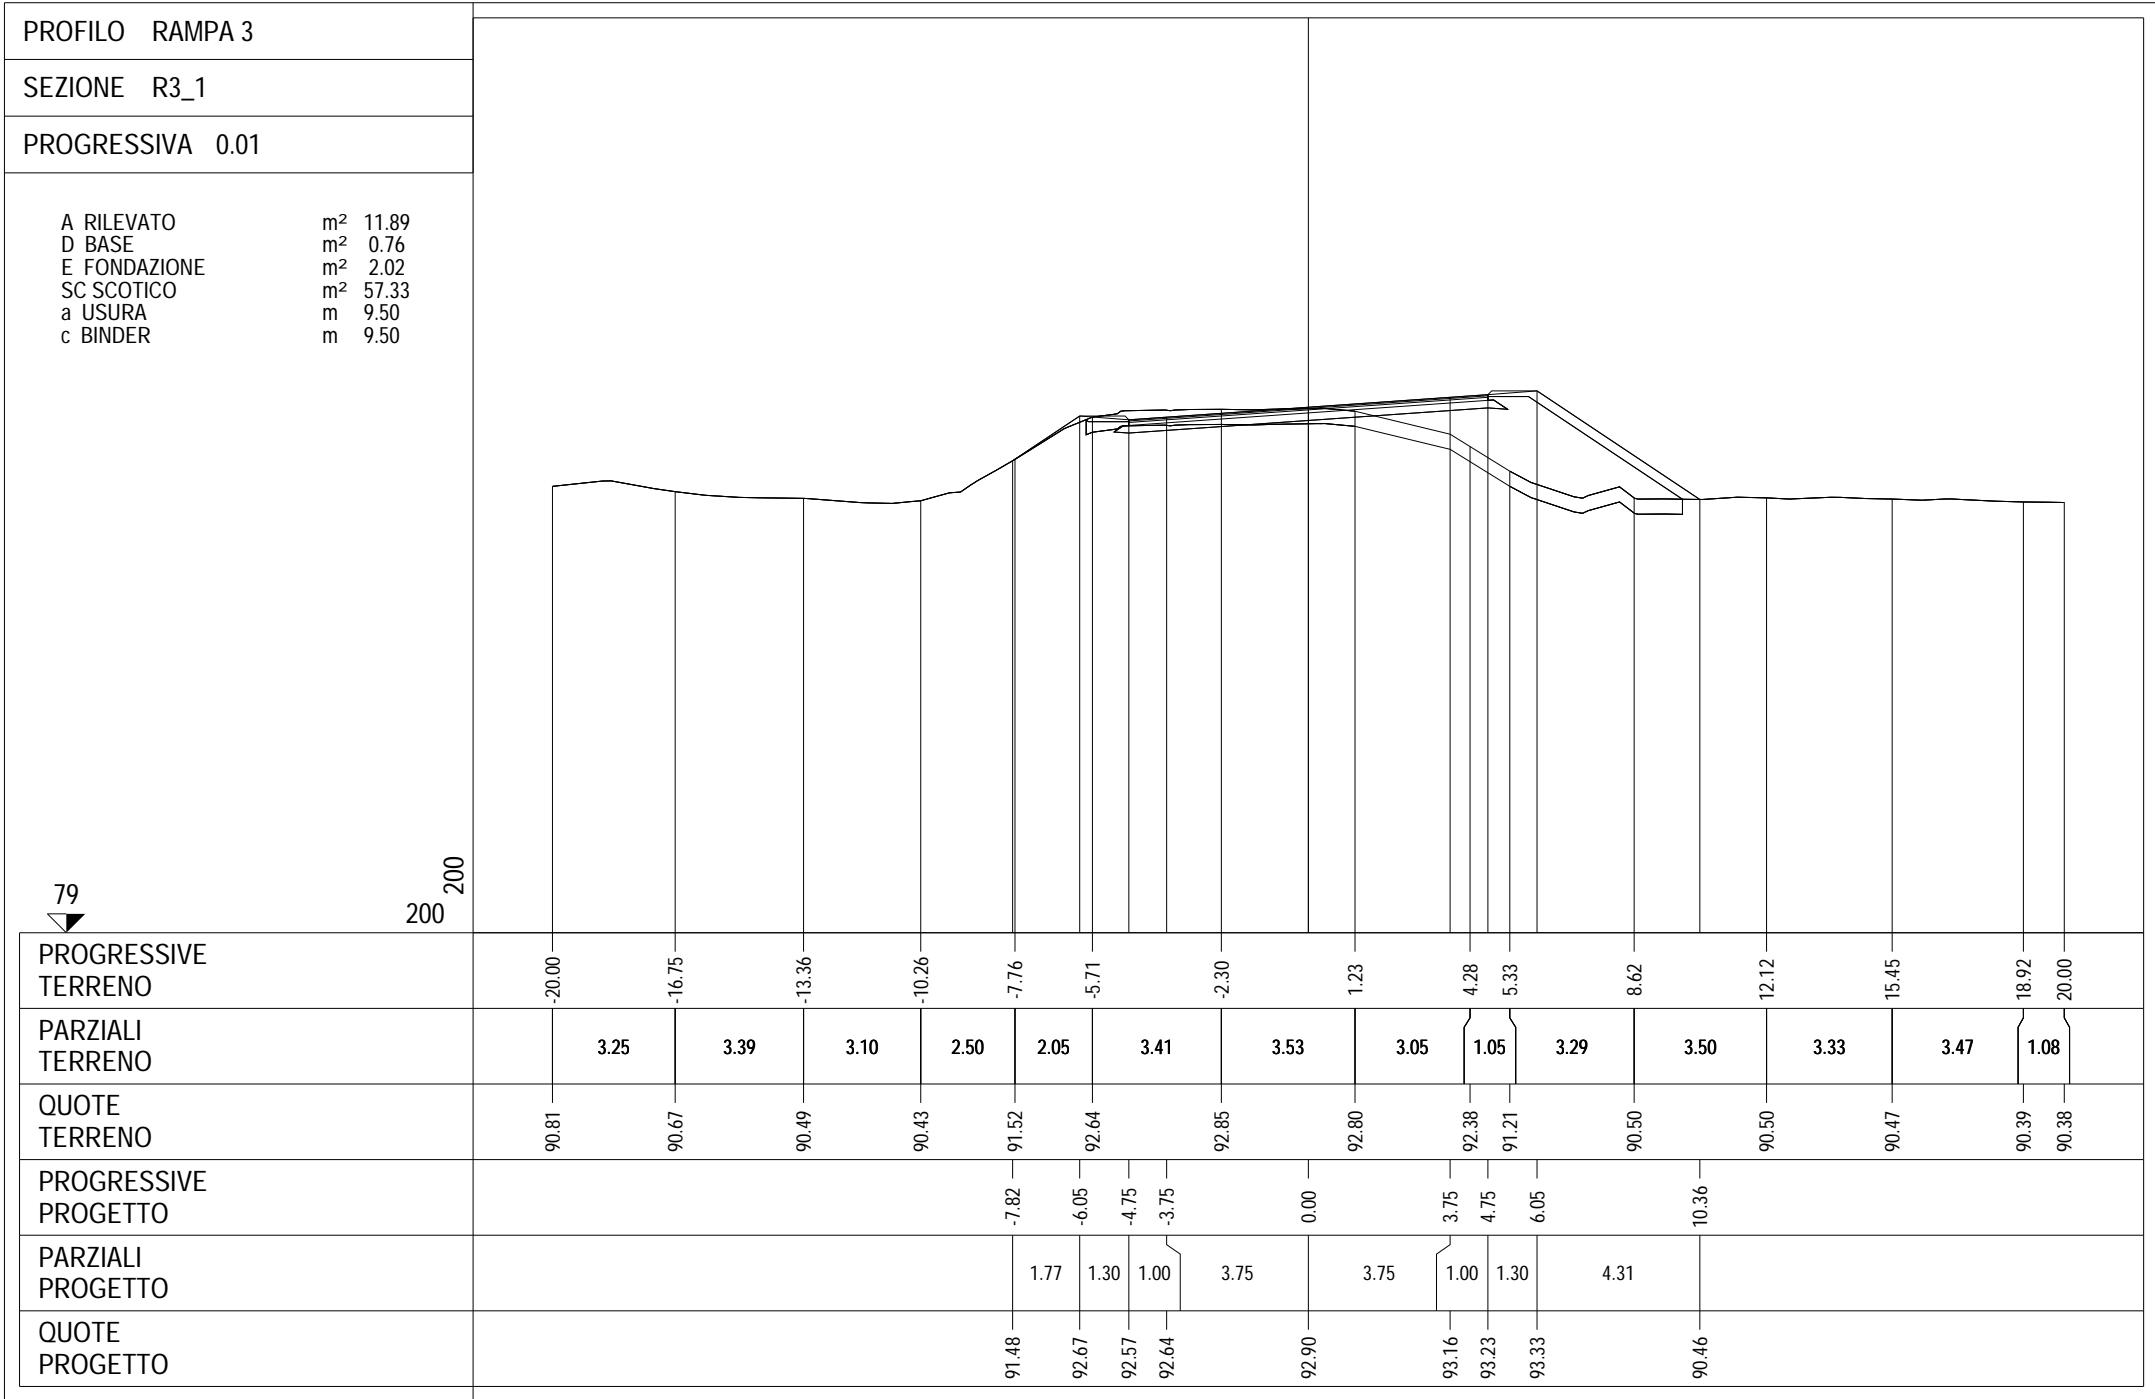 PROFILO RAMPA 3
SEZIONE R3_1
PROGRESSIVA 0.01
A RILEVATO m² 11.89
D BASE m² 0.76
E FONDAZIONE m² 2.02
SC SCOTICO m² 57.33
a USURA m 9.50
c BINDER m 9.50
79
200
200
PROGRESSIVE
TERRENO
-20.00 -16.75 -13.36 -10.26 -7.76 -5.71 -2.30 1.23 4.28 5.33 8.62 12.12 15.45 18.92 20.00
PARZIALI
TERRENO
3.25 3.39 3.10 2.50 2.05 3.41 3.53 3.05 1.05 3.29 3.50 3.33 3.47 1.08
QUOTE
TERRENO
90.81 90.67 90.49 90.43 91.52 92.64 92.85 92.80 92.38 91.21 90.50 90.50 90.47 90.39 90.38
PROGRESSIVE
PROGETTO
-7.82 -6.05 -4.75 -3.75 0.00 3.75 4.75 6.05 10.36
PARZIALI
PROGETTO
1.77 1.30 1.00 3.75 3.75 1.00 1.30 4.31
QUOTE
PROGETTO
91.48 92.67 92.57 92.64 92.90 93.16 93.23 93.33 90.46